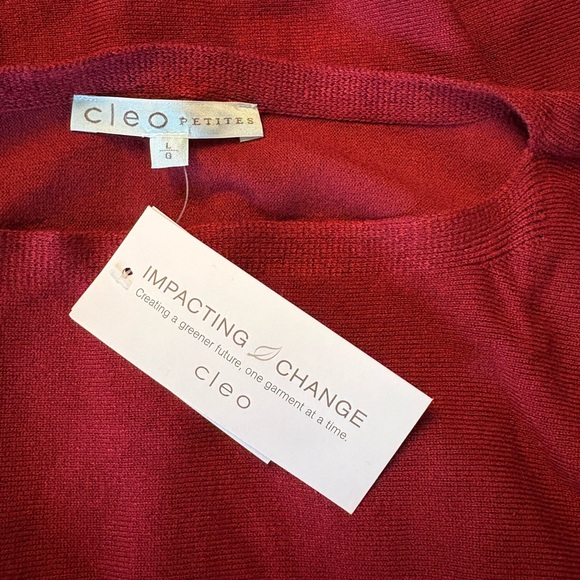 cleo PETITES
L
G
IMPACTING CHANGE
Creating a greener future, one garment at a time.
cleo